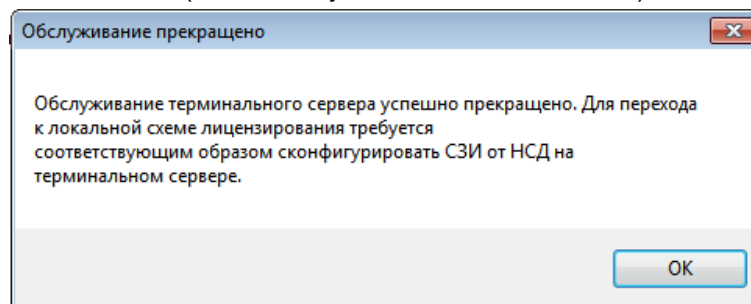 Обслуживание прекращено
Обслуживание терминального сервера успешно прекращено. Для перехода
к локальной схеме лицензирования требуется
соответствующим образом сконфигурировать СЗИ от НСД на
терминальном сервере.
OK